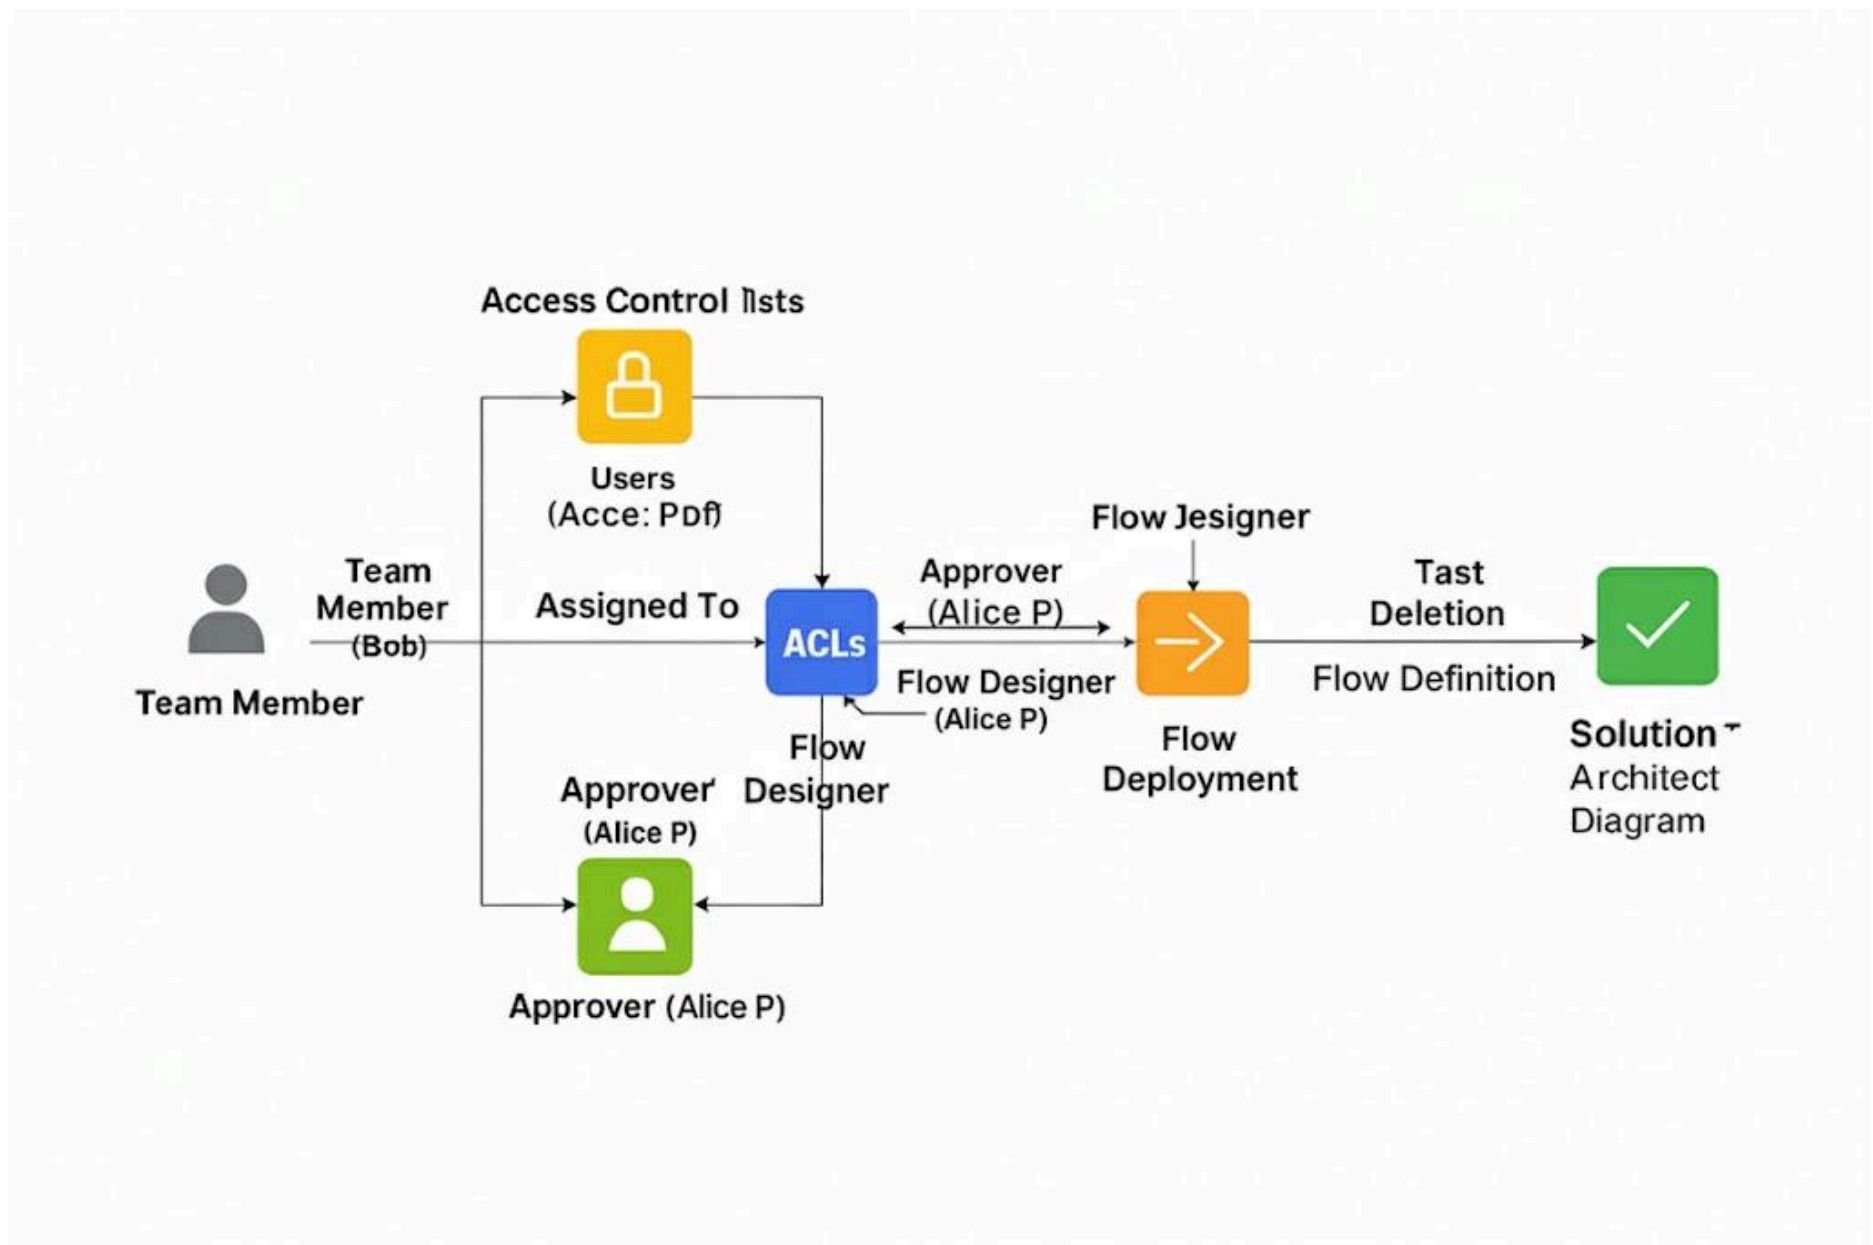 Access Control lists
Users
(Acce: PDf)
Team
Member
(Bob)
Team Member
Assigned To
ACLs
Approver
(Alice P)
Flow Designer
(Alice P)
Flow
Designer
Approver
(Alice P)
Approver (Alice P)
Flow Jesigner
Flow
Deployment
Tast
Deletion
Flow Definition
Solution
Architect
Diagram